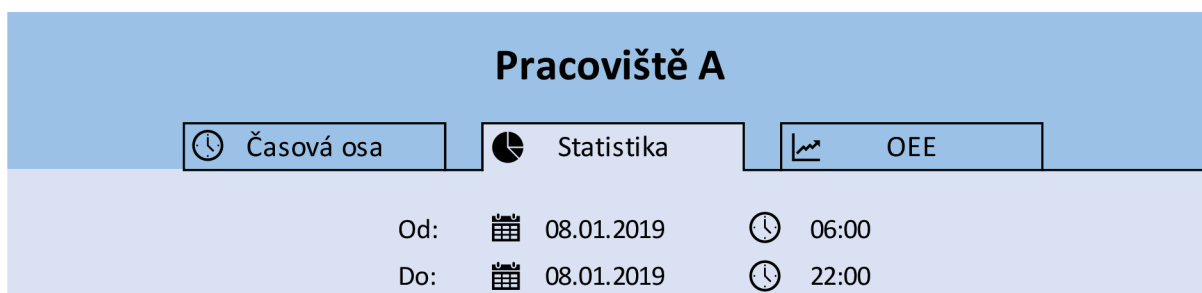 Pracoviště A
Časová osa Statistika OEE
Od: 08.01.2019 06:00
Do: 08.01.2019 22:00